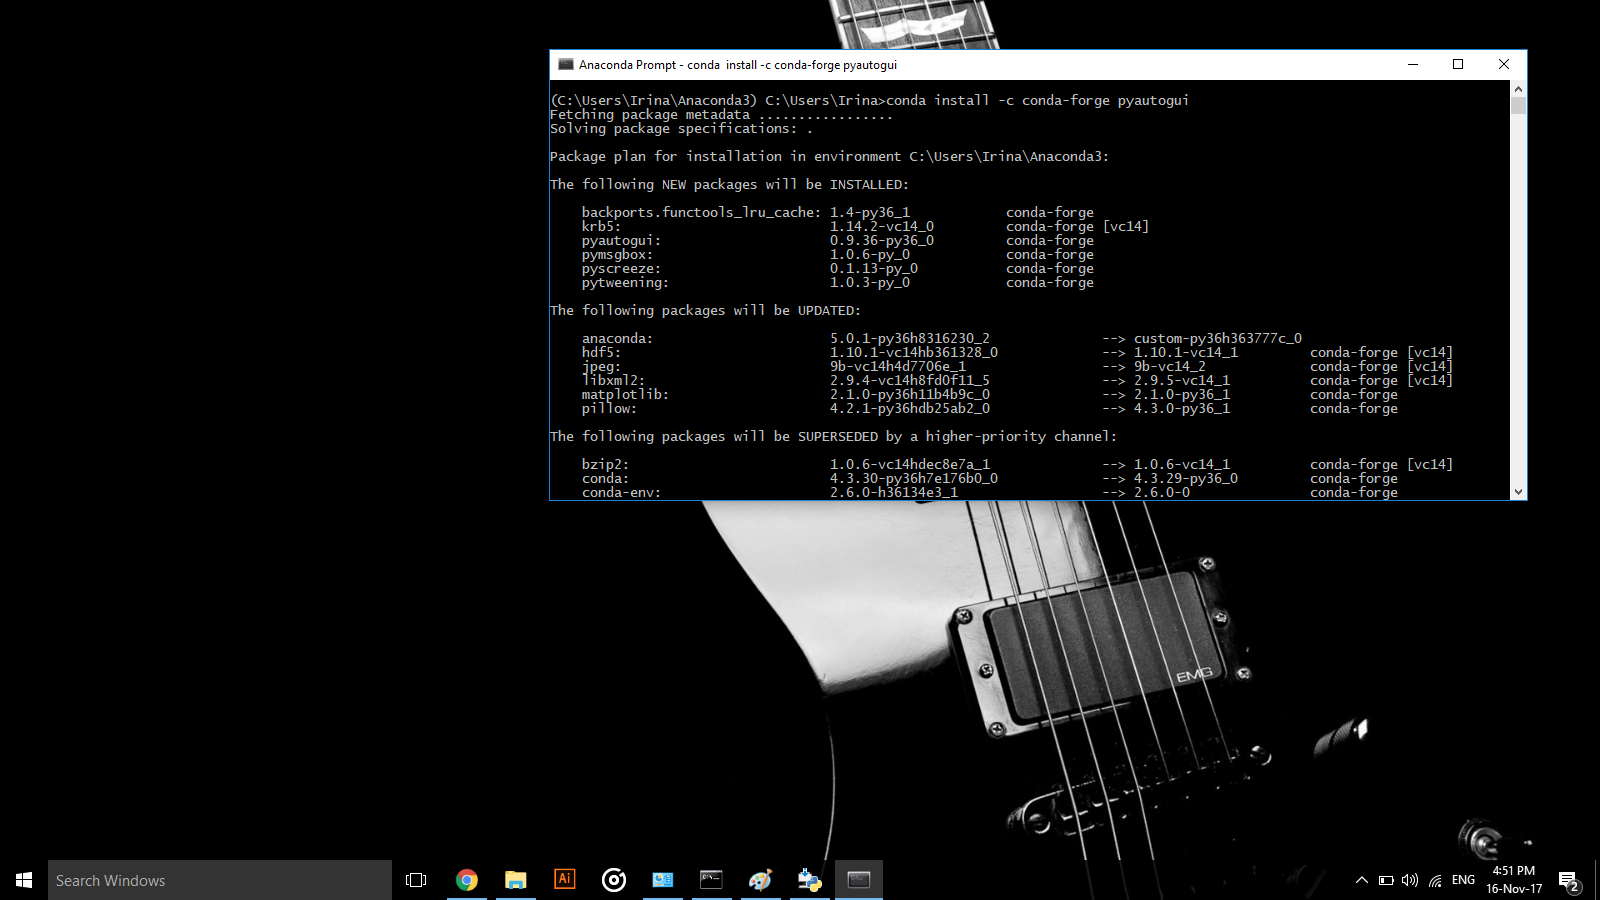 Anaconda Prompt - conda  install -c conda-forge pyautogui
(C:\Users\Irina\Anaconda3) C:\Users\Irina>conda install -c conda-forge pyautogui
Fetching package metadata .................
Solving package specifications: .
Package plan for installation in environment C:\Users\Irina\Anaconda3:
The following NEW packages will be INSTALLED:
backports.functools_lru_cache: 1.4-py36_1 conda-forge
krb5: 1.14.2-vc14_0 conda-forge [vc14]
pyautogui: 0.9.36-py36_0 conda-forge
pymsgbox: 1.0.6-py_0 conda-forge
pyscreeze: 0.1.13-py_0 conda-forge
pytweening: 1.0.3-py_0 conda-forge
The following packages will be UPDATED:
anaconda: 5.0.1-py36h8316230_2 --> custom-py36h363777c_0
hdf5: 1.10.1-vc14hb361328_0 --> 1.10.1-vc14_1 conda-forge [vc14]
jpeg: 9b-vc14h4d7706e_1 --> 9b-vc14_2 conda-forge [vc14]
libxml2: 2.9.4-vc14h8fd0f11_5 --> 2.9.5-vc14_1 conda-forge [vc14]
matplotlib: 2.1.0-py36h11b4b9c_0 --> 2.1.0-py36_1 conda-forge
pillow: 4.2.1-py36hdb25ab2_0 --> 4.3.0-py36_1 conda-forge
The following packages will be SUPERSEDED by a higher-priority channel:
bzip2: 1.0.6-vc14hdec8e7a_1 --> 1.0.6-vc14_1 conda-forge [vc14]
conda: 4.3.30-py36h7e176b0_0 --> 4.3.29-py36_0 conda-forge
conda-env: 2.6.0-h36134e3_1 --> 2.6.0-0 conda-forge
EMG
Search Windows
Ai
ENG
4:51 PM
16-Nov-17
2